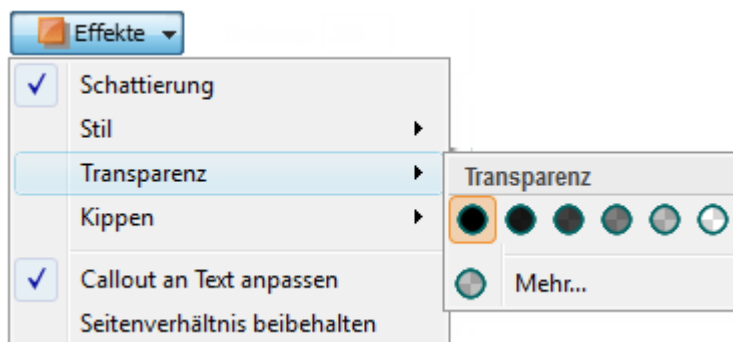 Effekte
Schattierung
Stil
Transparenz
Kippen
Callout an Text anpassen
Seitenverhältnis beibehalten
Transparenz
Mehr...